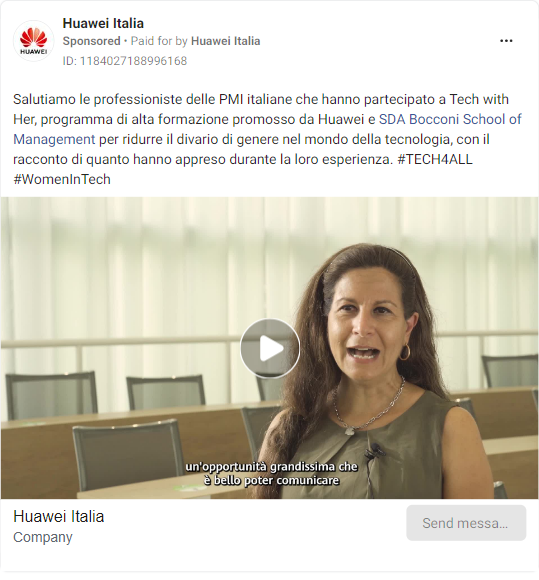 Huawei Italia
Sponsored • Paid for by Huawei Italia
ID: 1184027188996168
HUAWEI
Salutiamo le professioniste delle PMI italiane che hanno partecipato a Tech with
Her, programma di alta formazione promosso da Huawei e SDA Bocconi School of
Management per ridurre il divario di genere nel mondo della tecnologia, con il
racconto di quanto hanno appreso durante la loro esperienza. #TECH4ALL
#WomenInTech
un'opportunità grandissima che
è bello poter comunicare
Huawei Italia
Company
Send messa...